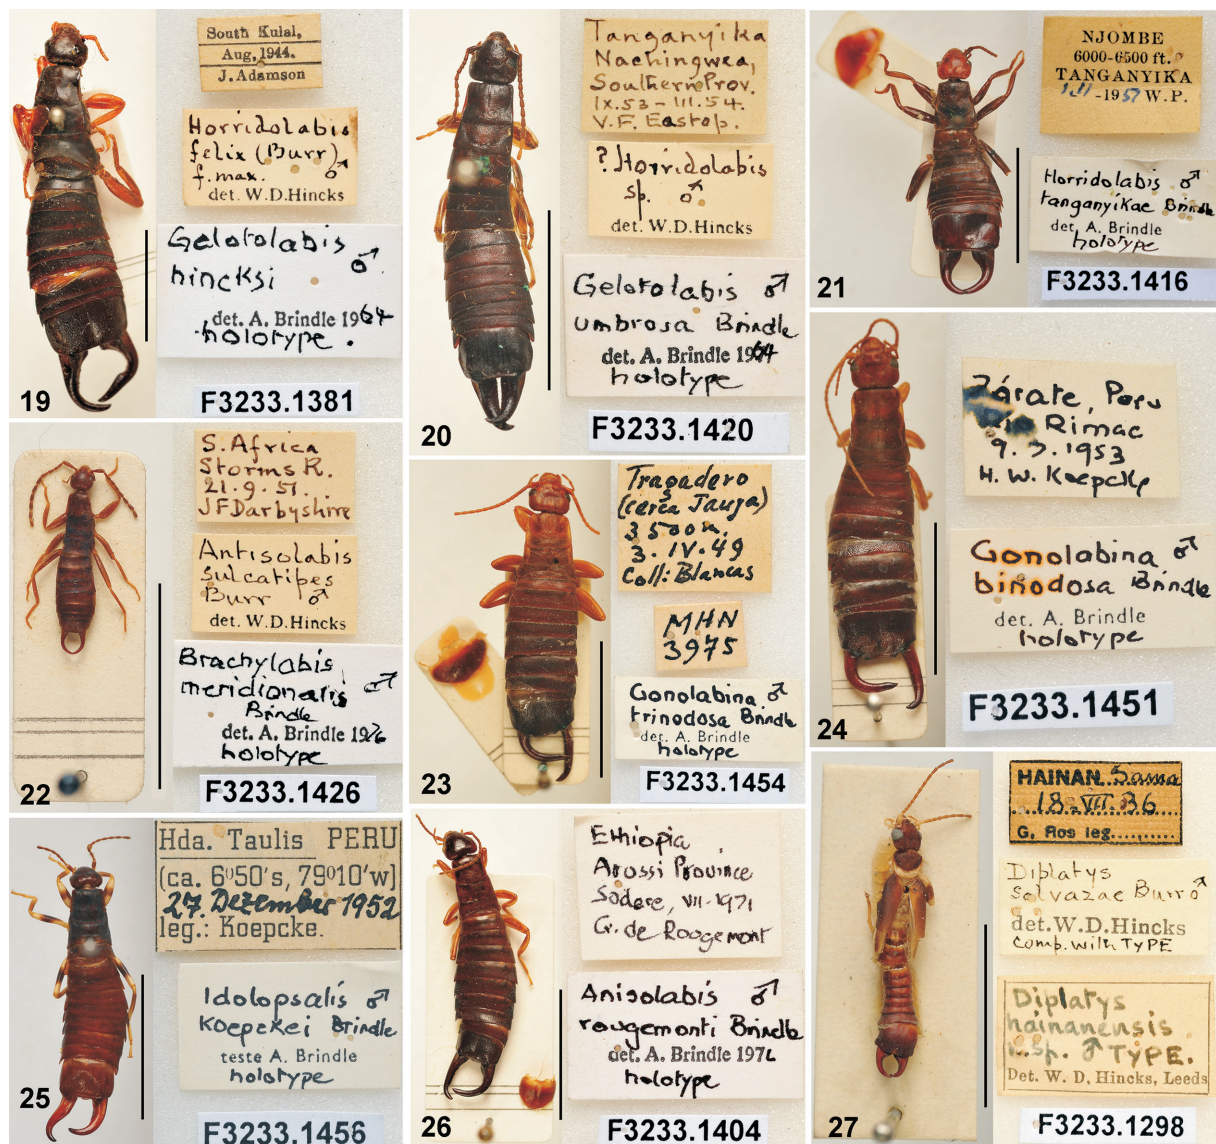 South Kulal,
Aug, 1944.
J. Adamson
Horridolabis
felix (Burr)
f. max. ♂
det. W.D.Hincks
Gelotolabis
hincksi ♂
det. A. Brindle 1964
holotype.
19
F3233.1381
Tanganyika
Nachingwea,
Southern Prov.
IX.53-III.54.
V.F. Eastop.
? Horridolabis
sp. ♂
det. W.D.Hincks
Gelotolabis ♂
umbrosa Brindle
det. A. Brindle 1964
holotype
20
F3233.1420
NJOMBE
6000-6500 ft.
TANGANYIKA
-1957 W.P.
Horridolabis ♂
tanganyikae Brindle
det. A. Brindle
holotype
21
F3233.1416
S. Africa
Storms R.
21.9.51.
JFDarbyshire
Antisolabis
sulcatipes
Burr ♂
det. W.D.Hincks
Brachylabis
meridionalis ♂
Brindle
det. A. Brindle 1976
holotype
22
F3233.1426
Tragadero
(cerca Jauja)
3500m.
3.IV.49
Coll: Blancas
MHN
3975
Gonolabina ♂
trinodosa Brindle
det. A. Brindle
holotype
23
F3233.1454
Zárate, Peru
Rimac
9.3.1953
H.W. Koepcke
Gonolabina ♂
binodosa Brindle
det. A. Brindle
holotype
24
F3233.1451
Hda. Taulis PERU
(ca. 6°50's, 79°10'w)
27. Dezember 1952
leg.: Koepcke.
Idolopsalis ♂
Koepckei Brindle
teste A. Brindle
holotype
25
F3233.1456
Ethiopia
Arossi Province
Sodere, VII-1971
G. de Rougemont
Anisolabis ♂
rougemonti Brindle
det. A. Brindle 1976
holotype
26
F3233.1404
HAINAN. Sama
18.VII.36
G. Ros leg.........
Diplatys
selvazae Burr ♂
det. W.D.Hincks
Comp. with TYPE
Diplatys
hainanensis
n.sp. ♂ TYPE.
Det. W. D. Hincks, Leeds
27
F3233.1298